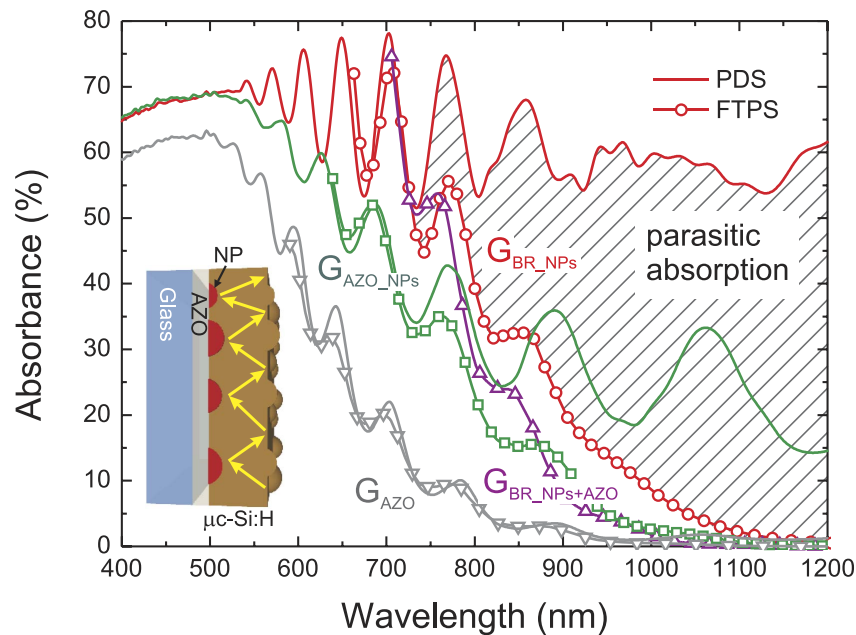 80
70
60
50
40
30
20
10
0
Absorbance (%)
PDS
FTPS
NP
AZO
Glass
μc-Si:H
G_AZO_NPs
G_BR_NPs
parasitic
absorption
G_AZO
G_BR_NPs+AZO
400 500 600 700 800 900 1000 1100 1200
Wavelength (nm)